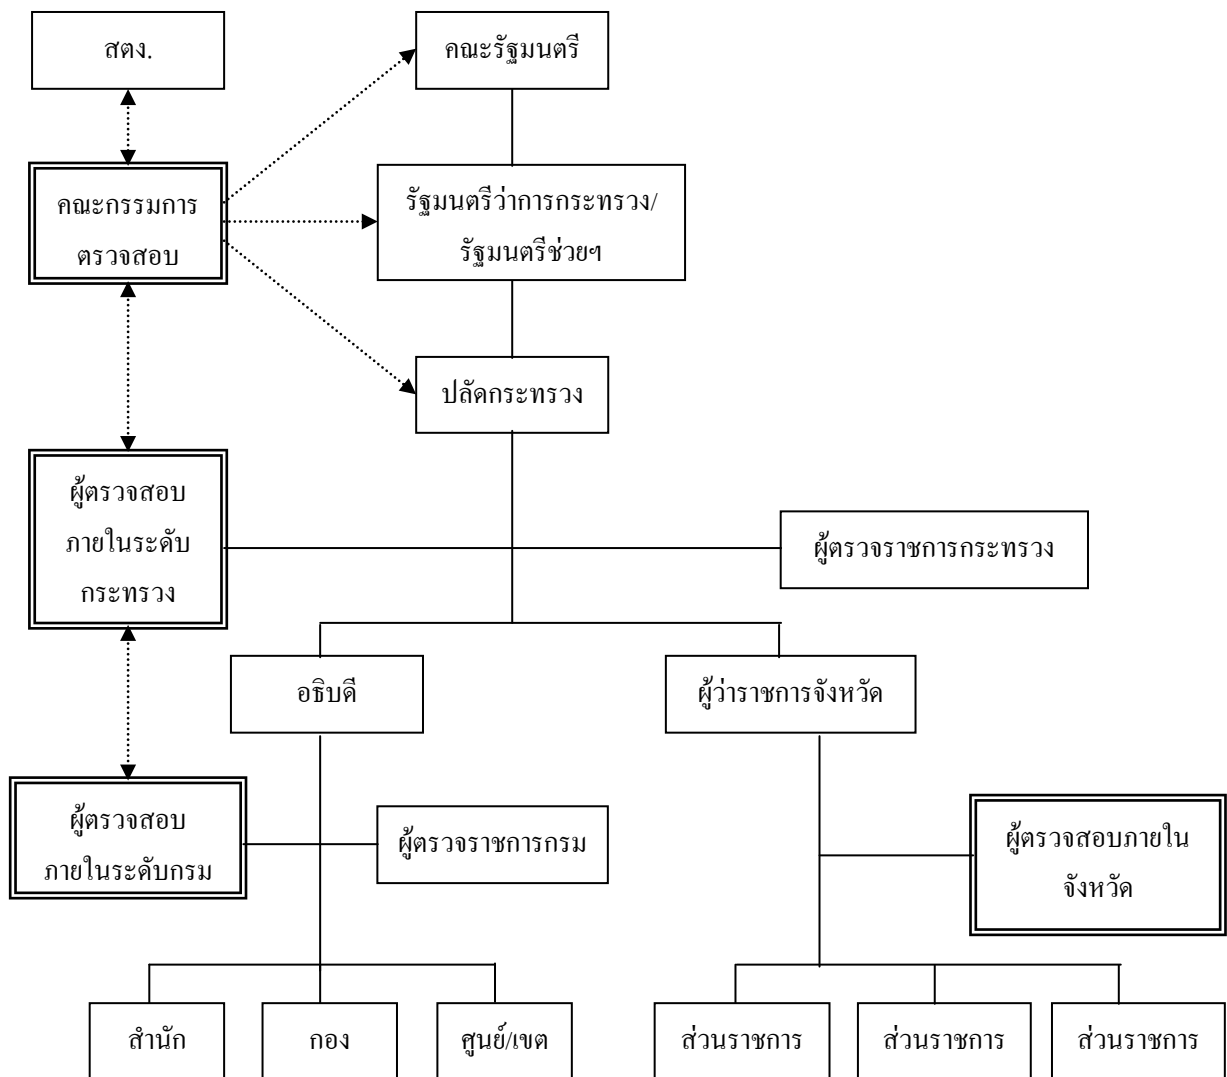 สตง.
คณะรัฐมนตรี
คณะกรรมการ
ตรวจสอบ
รัฐมนตรีว่าการกระทรวง/
รัฐมนตรีช่วยฯ
ปลัดกระทรวง
ผู้ตรวจสอบ
ภายในระดับ
กระทรวง
ผู้ตรวจราชการกระทรวง
อธิบดี
ผู้ว่าราชการจังหวัด
ผู้ตรวจสอบ
ภายในระดับกรม
ผู้ตรวจราชการกรม
ผู้ตรวจสอบภายใน
จังหวัด
สำนัก
กอง
ศูนย์/เขต
ส่วนราชการ
ส่วนราชการ
ส่วนราชการ